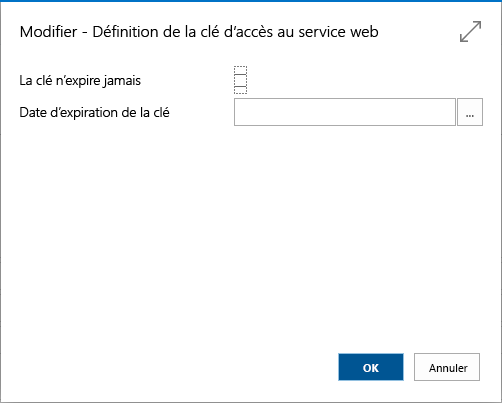 Modifier - Définition de la clé d’accès au service web
La clé n’expire jamais
Date d’expiration de la clé
...
OK
Annuler